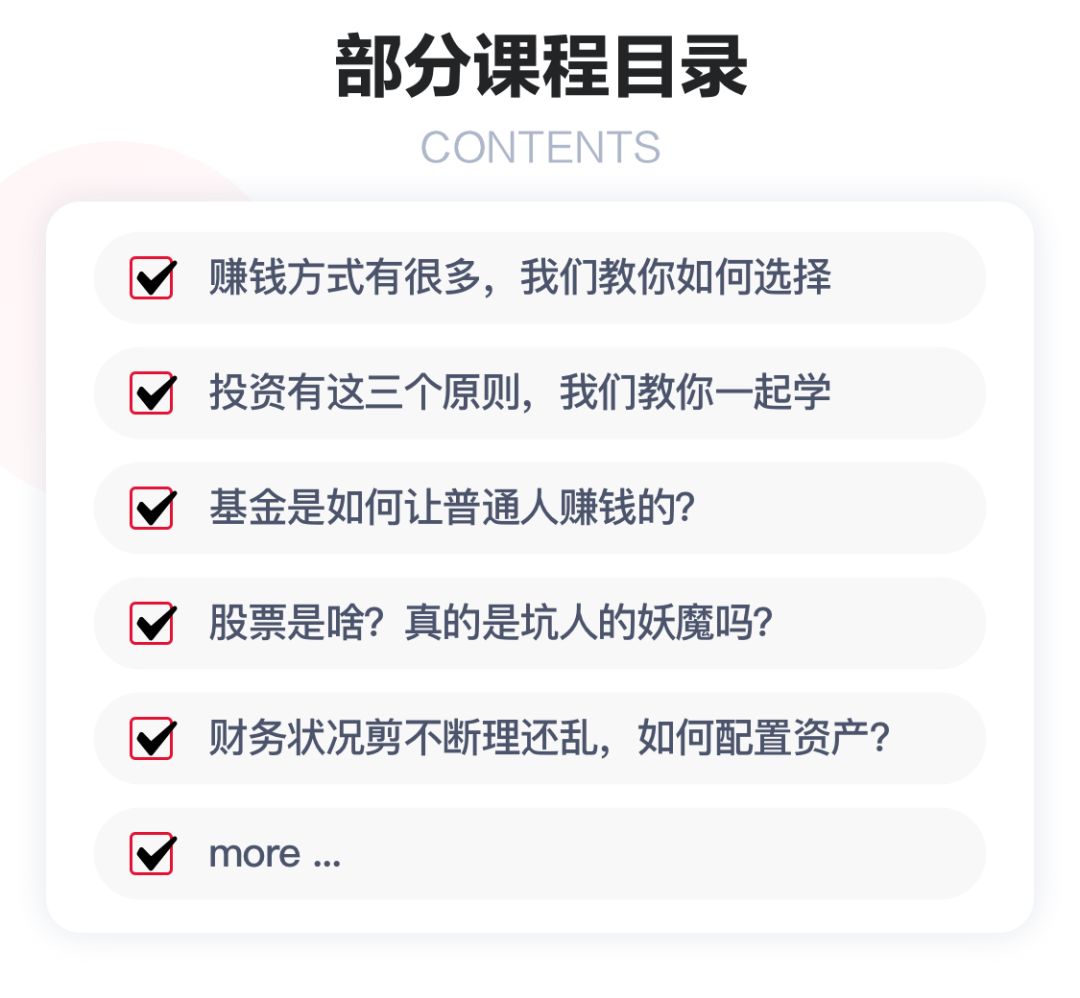 部分课程目录
CONTENTS
赚钱方式有很多，我们教你如何选择
投资有这三个原则，我们教你一起学
基金是如何让普通人赚钱的？
股票是啥？真的是坑人的妖魔吗？
财务状况剪不断理还乱，如何配置资产？
more ...